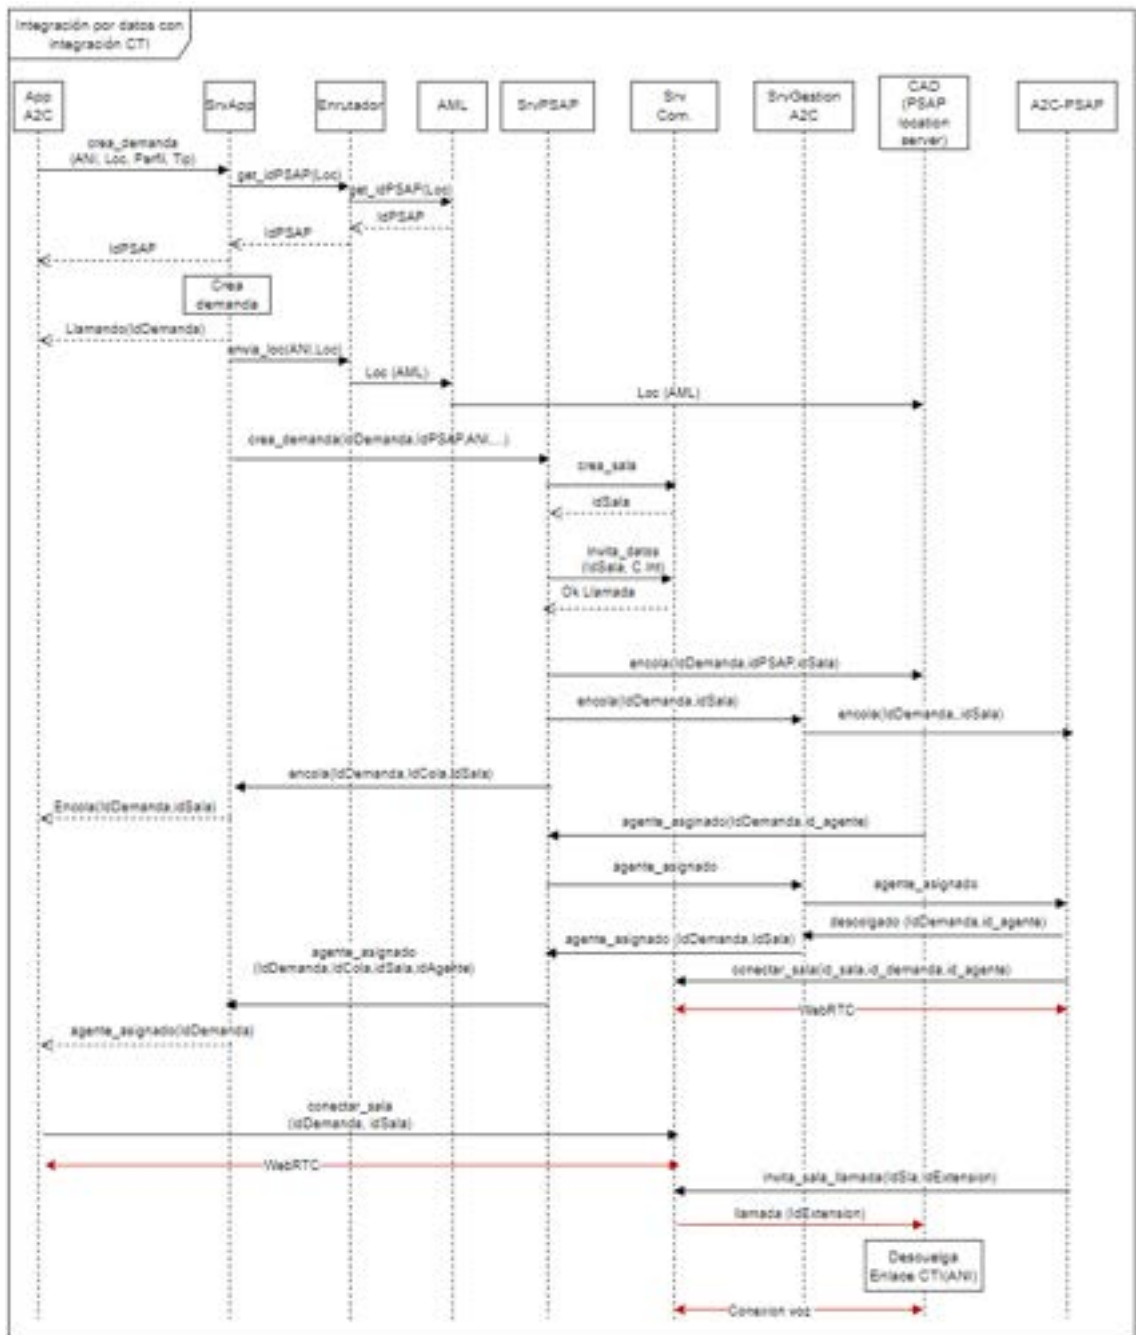 Integración por datos con
integración CTI
App
A2C
SrvApp
Enrutador
AML
SrvPSAP
Srv
Com.
SrvGestion
A2C
CAD
(PSAP
location
server)
A2C-PSAP
crea_demanda
(ANI, Loc, Perfil, Tip)
get_idPSAP(Loc)
get_idPSAP(Loc)
IdPSAP
IdPSAP
IdPSAP
Crea
demanda
Llamando(IdDemanda)
envia_loc(ANI,Loc)
Loc (AML)
Loc (AML)
crea_demanda(IdDemanda,IdPSAP,ANI,...)
crea_sala
idSala
invita_datos
(IdSala, C.Int)
Ok Llamada
encola(IdDemanda,idPSAP,idSala)
encola(IdDemanda,idSala)
encola(IdDemanda,,idSala)
encola(IdDemanda,IdCola,idSala)
Encola(IdDemanda,idSala)
agente_asginado(IdDemanda,id_agente)
agente_asignado
agente_asignado
descolgado (IdDemanda,id_agente)
agente_asignado (IdDemanda,IdSala)
agente_asignado
(IdDemanda,IdCola,idSala,idAgente)
conectar_sala(id_sala,id_demanda,id_agente)
WebRTC
agente_asignado(IdDemanda)
conectar_sala
(idDemanda, idSala)
WebRTC
invita_sala_llamada(IdSla,idExtension)
llamada (IdExtension)
Descuelga
Enlace CTI(ANI)
Conexion voz